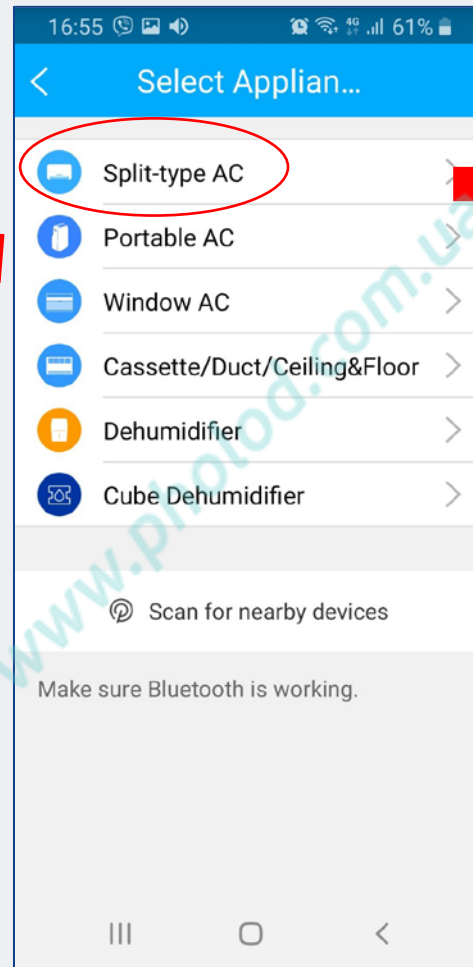 16:55 4G 61%
Select Applian...
Split-type AC
Portable AC
Window AC
Cassette/Duct/Ceiling&Floor
Dehumidifier
Cube Dehumidifier
Scan for nearby devices
Make sure Bluetooth is working.
www.photod.com.ua